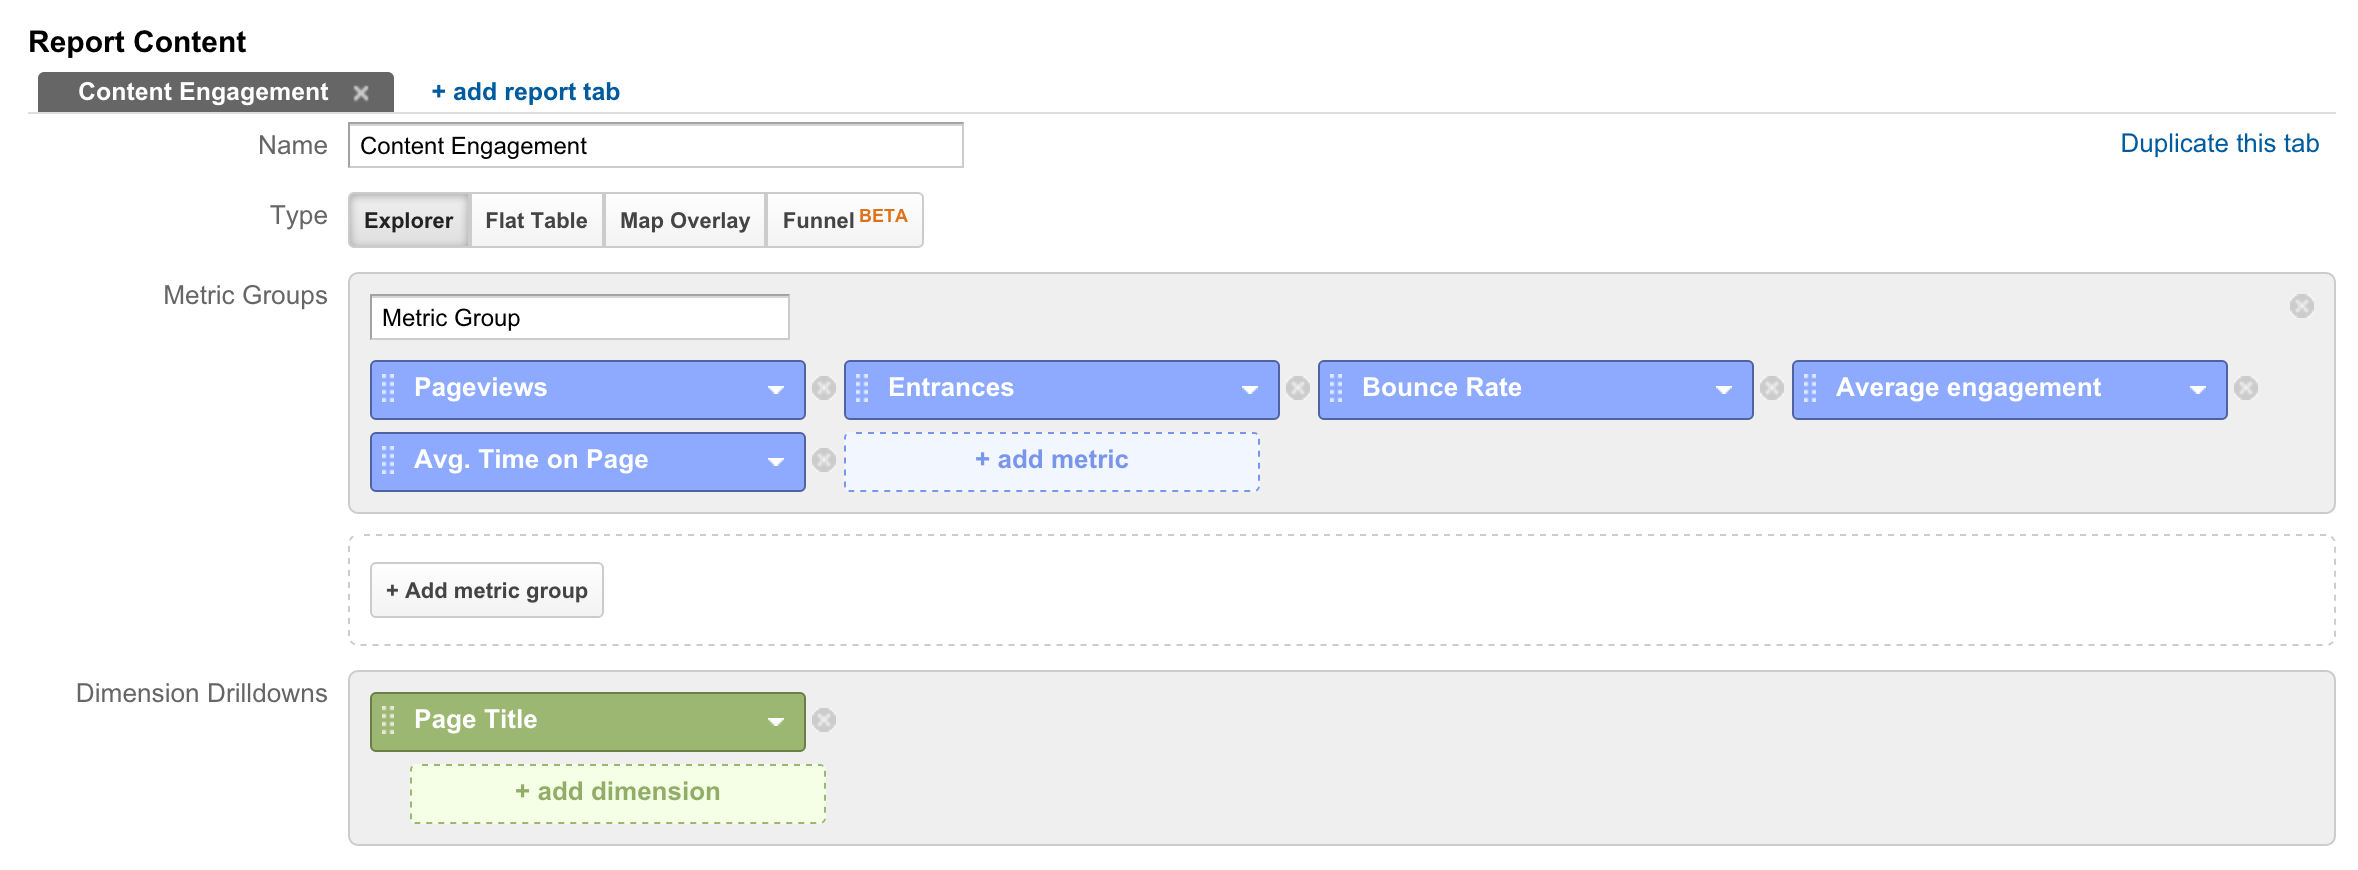 Report Content
Content Engagement + add report tab
Name Content Engagement Duplicate this tab
Type Explorer Flat Table Map Overlay Funnel BETA
Metric Groups
Metric Group
Pageviews Entrances Bounce Rate Average engagement
Avg. Time on Page + add metric
+ Add metric group
Dimension Drilldowns
Page Title
+ add dimension